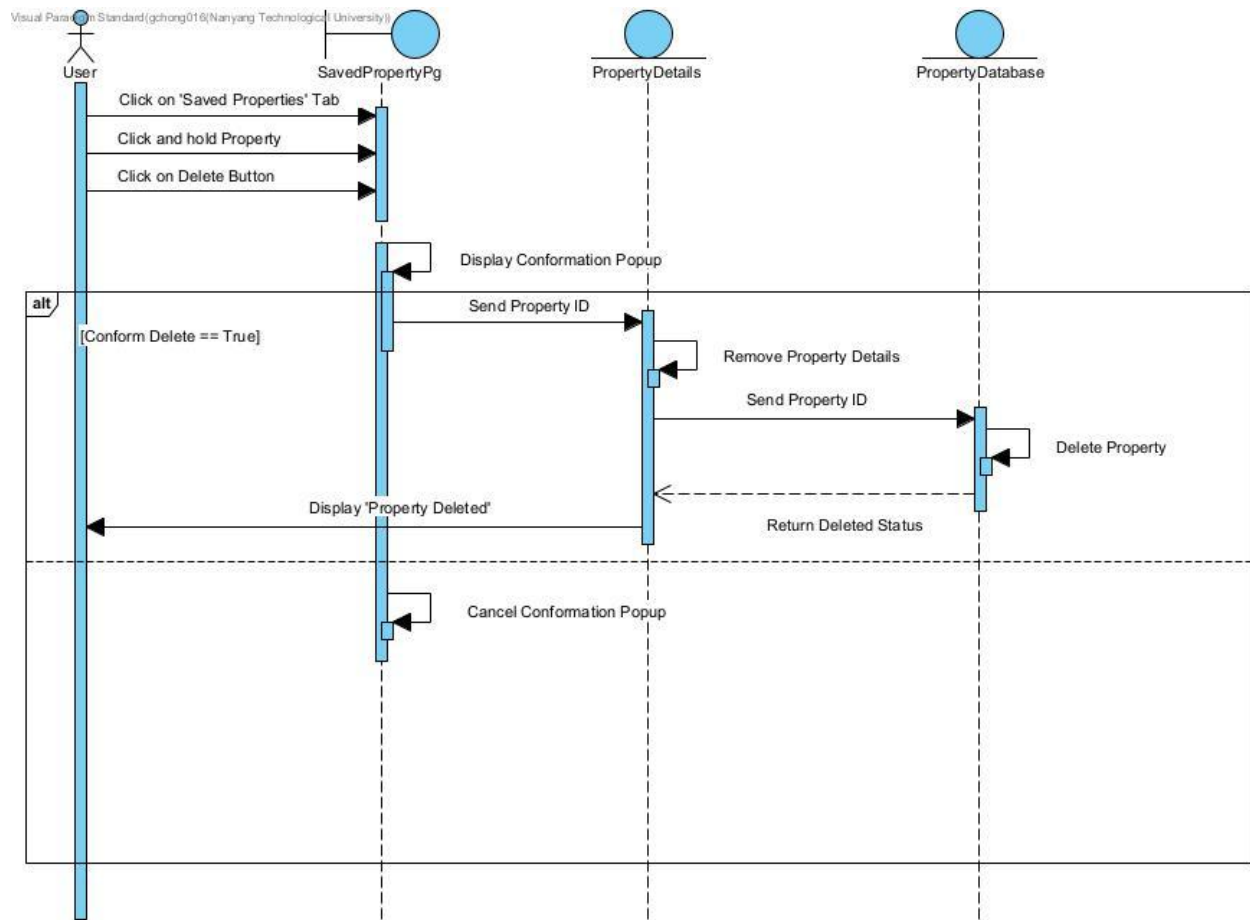 Visual Paradigm Standard(gchong016(Nanyang Technological University))
User
SavedPropertyPg
PropertyDetails
PropertyDatabase
Click on 'Saved Properties' Tab
Click and hold Property
Click on Delete Button
Display Conformation Popup
alt
Send Property ID
[Conform Delete == True]
Remove Property Details
Send Property ID
Delete Property
Display 'Property Deleted'
Return Deleted Status
Cancel Conformation Popup